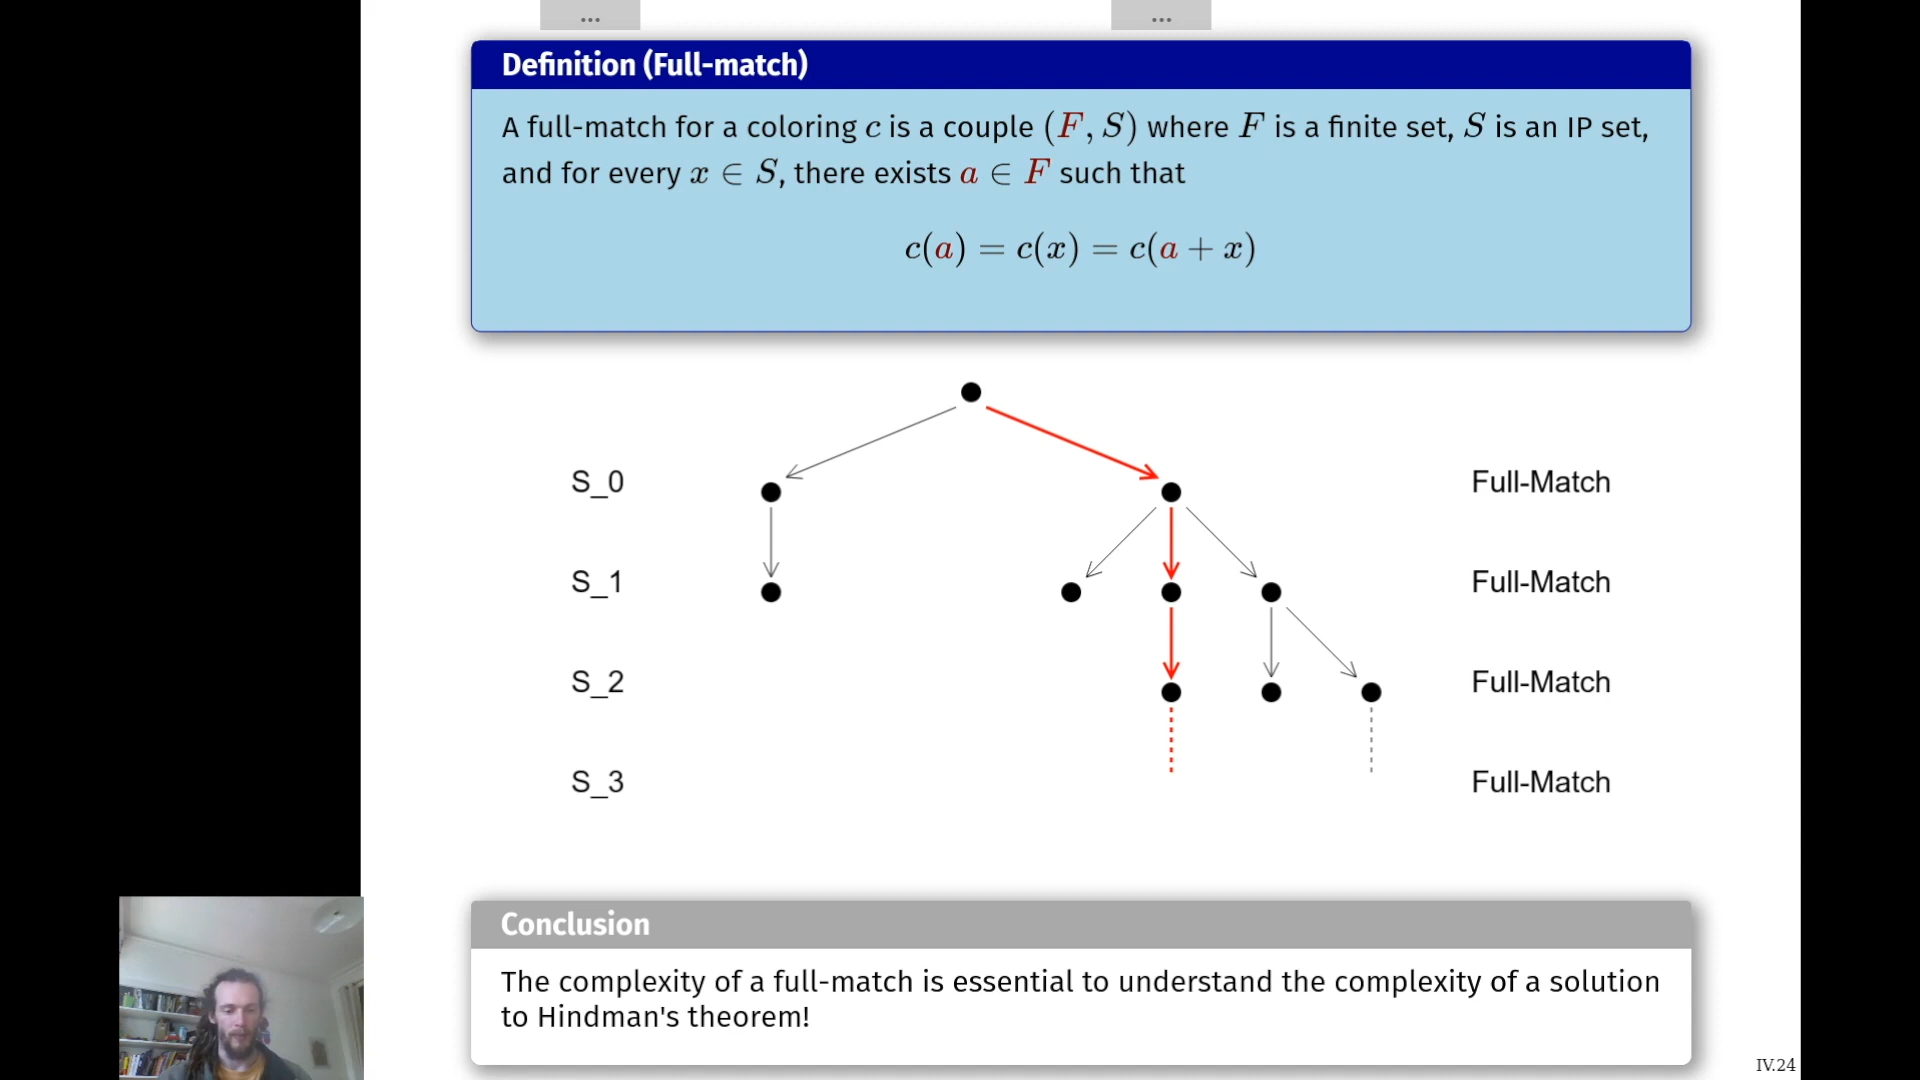 ... ...
Definition (Full-match)
A full-match for a coloring c is a couple (F, S) where F is a finite set, S is an IP set,
and for every x ∈ S, there exists a ∈ F such that
c(a) = c(x) = c(a + x)
S_0 Full-Match
S_1 Full-Match
S_2 Full-Match
S_3 Full-Match
Conclusion
The complexity of a full-match is essential to understand the complexity of a solution
to Hindman's theorem!
IV.24